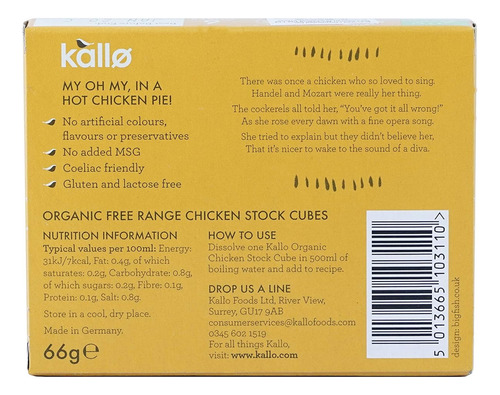 kallø
MY OH MY, IN A
HOT CHICKEN PIE!
No artificial colours,
flavours or preservatives
No added MSG
Coeliac friendly
Gluten and lactose free
There was once a chicken who so loved to sing.
Handel and Mozart were really her thing.
The cockerels all told her, “You’ve got it all wrong!”
As she rose every dawn with a fine opera song.
She tried to explain but they didn’t believe her,
That it’s nicer to wake to the sound of a diva.
ORGANIC FREE RANGE CHICKEN STOCK CUBES
NUTRITION INFORMATION
Typical values per 100ml: Energy:
31kJ/7kcal, Fat: 0.4g, of which
saturates: 0.2g, Carbohydrate: 0.8g,
of which sugars: 0.2g, Fibre: 0.1g,
Protein: 0.1g, Salt: 0.8g.
Store in a cool, dry place.
Made in Germany.
66g℮
HOW TO USE
Dissolve one Kallo Organic
Chicken Stock Cube in 500ml of
boiling water and add to recipe.
DROP US A LINE
Kallo Foods Ltd, River View,
Surrey, GU17 9AB
consumerservices@kallofoods.com
0345 602 1519
For all things Kallo,
visit: www.kallo.com
5 013665 103110 >
design: bigfish.co.uk